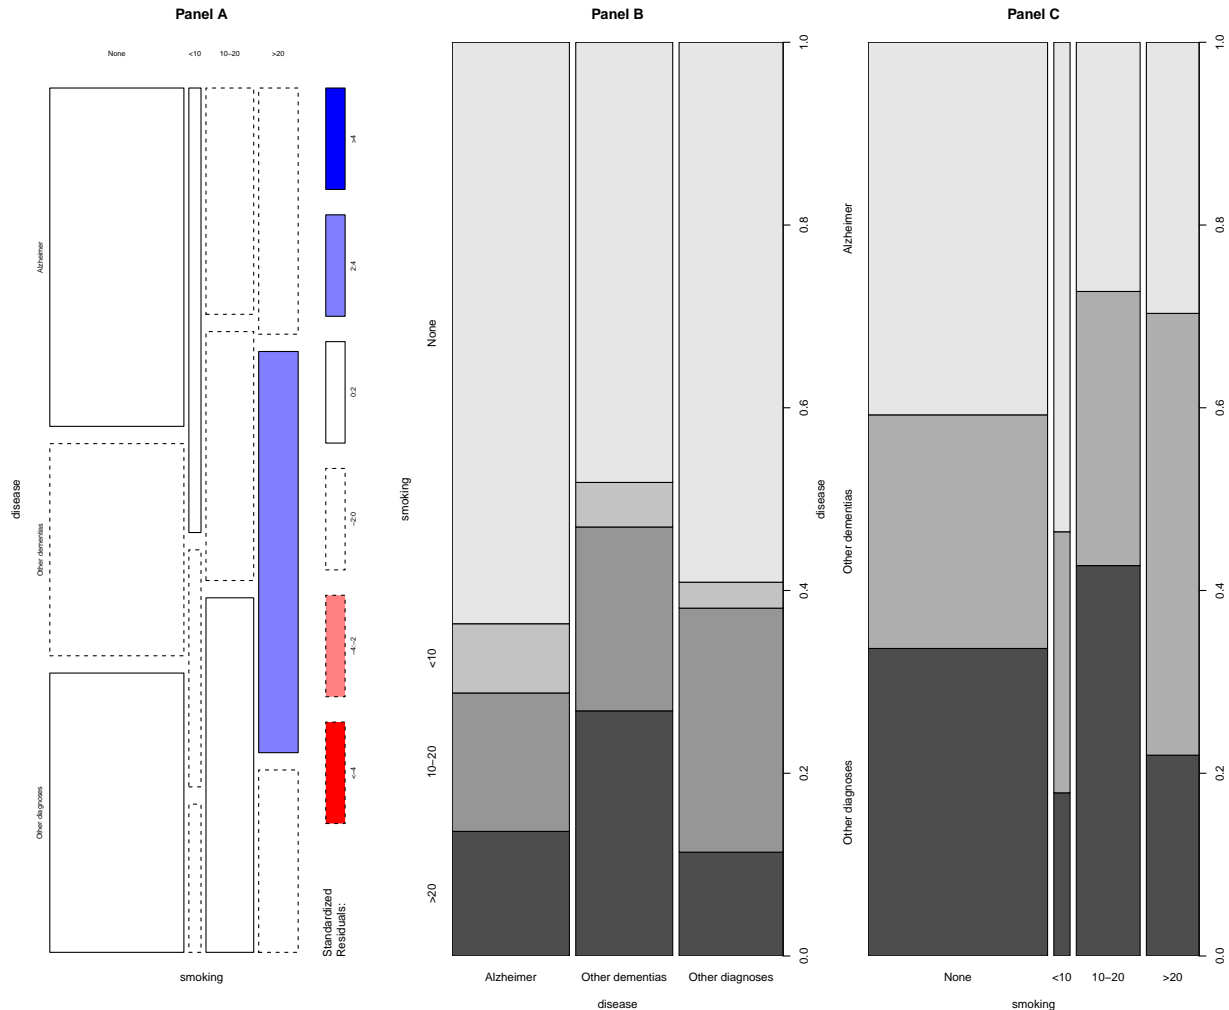 Panel A
None
<10
10–20
>20
Alzheimer
Other dementias
Other diagnoses
disease
smoking
Standardized
Residuals:
<−4
−4:−2
−2:0
0:2
2:4
>4
Panel B
None
<10
10–20
>20
smoking
Alzheimer
Other dementias
Other diagnoses
disease
0.0
0.2
0.4
0.6
0.8
1.0
Panel C
Alzheimer
Other dementias
Other diagnoses
disease
None
<10
10–20
>20
smoking
0.0
0.2
0.4
0.6
0.8
1.0